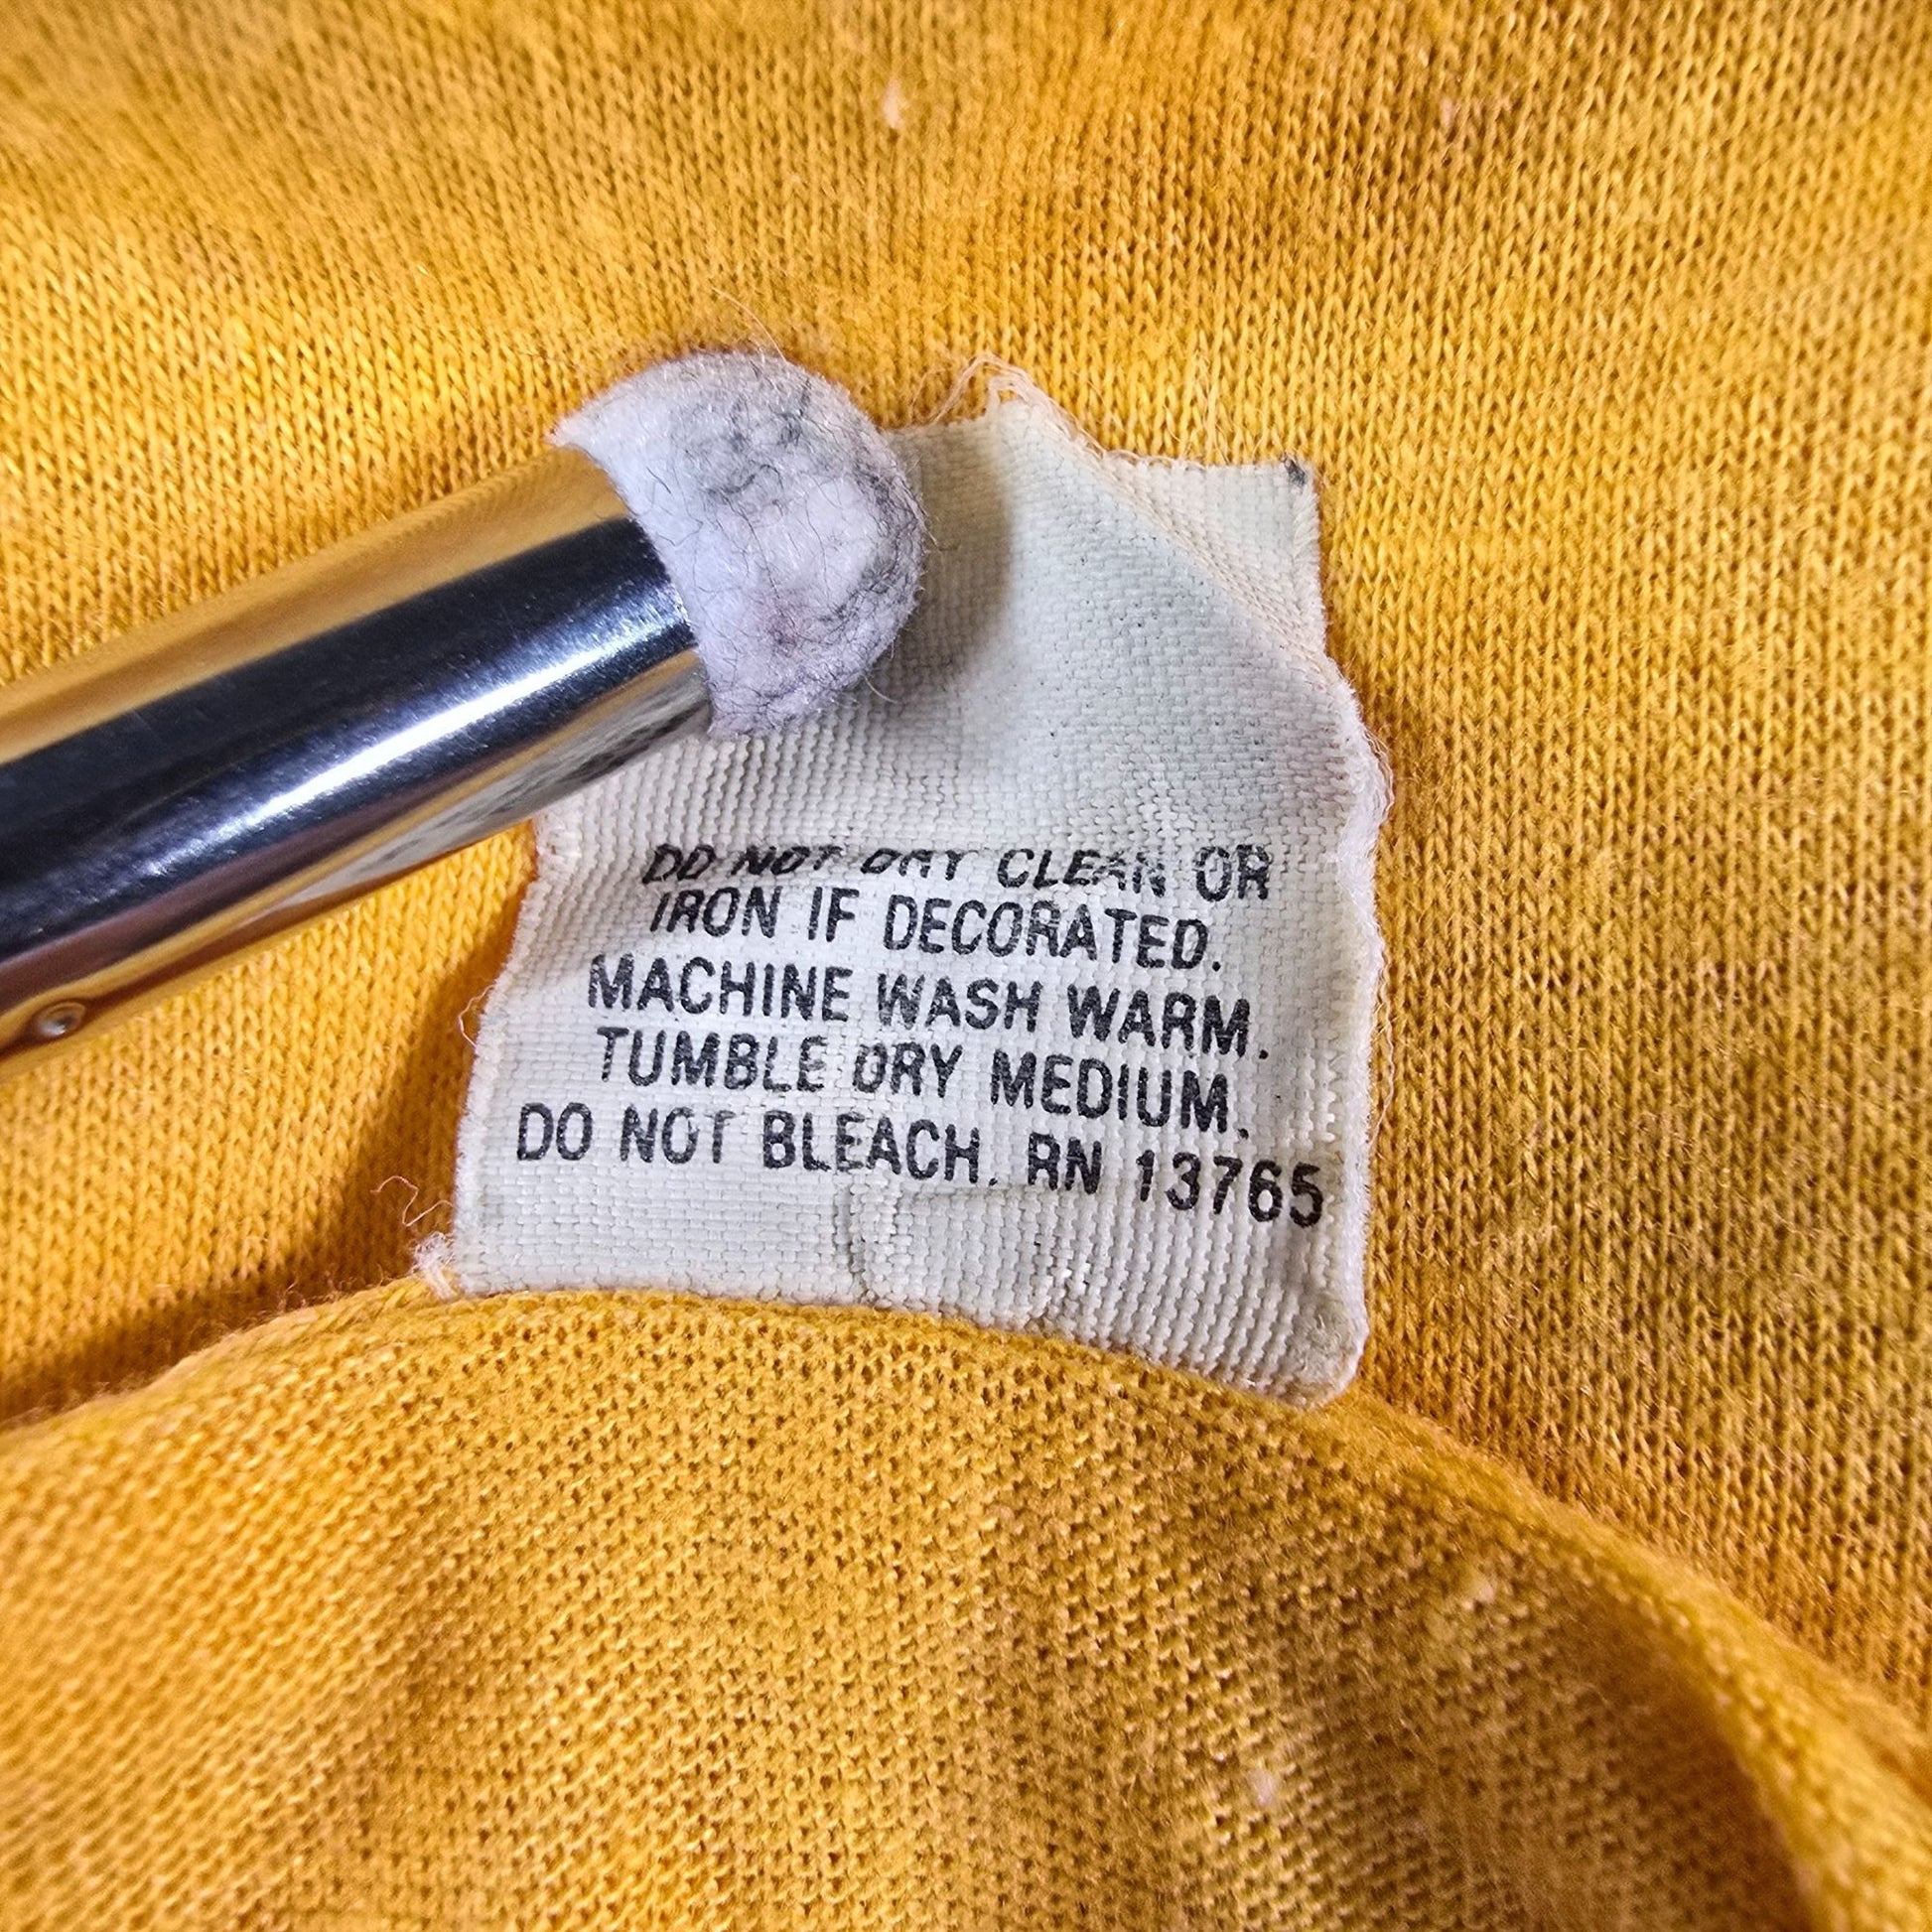 DO NOT DRY CLEAN OR
IRON IF DECORATED.
MACHINE WASH WARM.
TUMBLE DRY MEDIUM.
DO NOT BLEACH. RN 13765